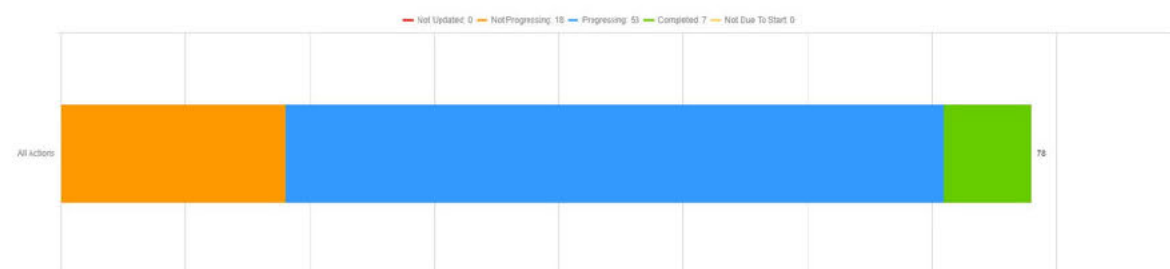 Not Updated: 0 Not Progressing: 18 Progressing: 53 Completed: 7 Not Due To Start: 0
All Actions
78